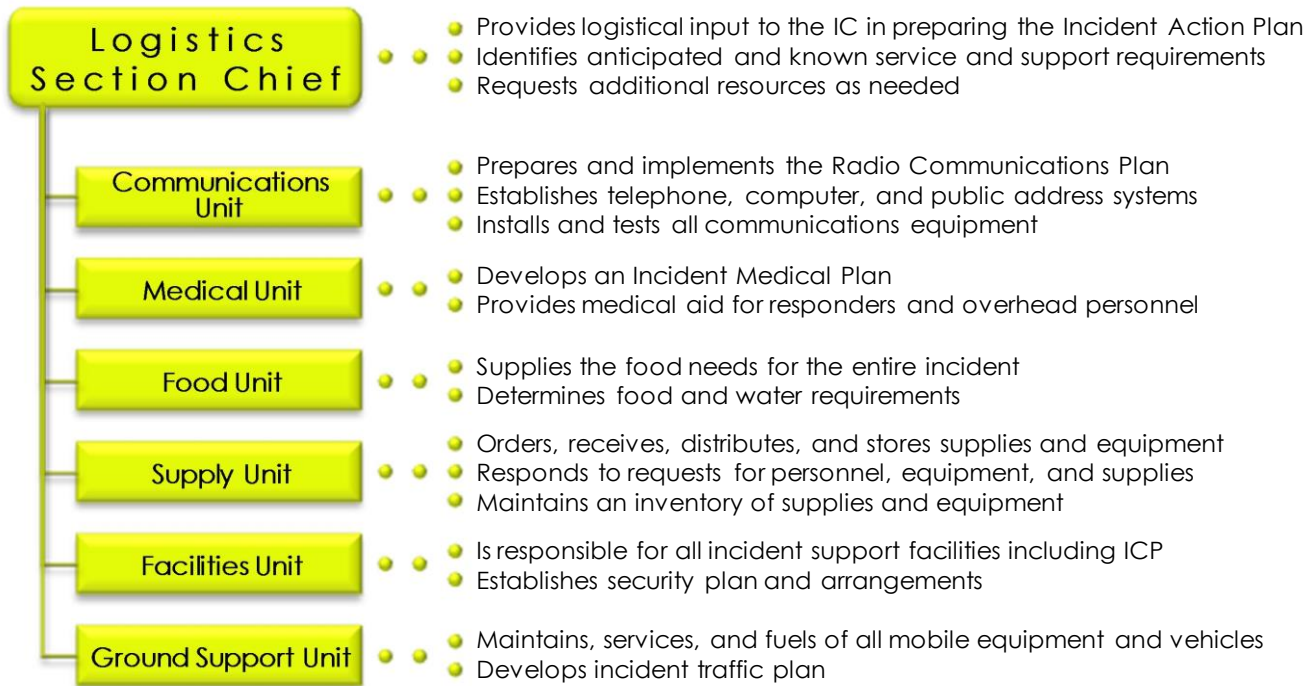 Logistics
Section Chief
Provides logistical input to the IC in preparing the Incident Action Plan
Identifies anticipated and known service and support requirements
Requests additional resources as needed
Communications
Unit
Prepares and implements the Radio Communications Plan
Establishes telephone, computer, and public address systems
Installs and tests all communications equipment
Medical Unit
Develops an Incident Medical Plan
Provides medical aid for responders and overhead personnel
Food Unit
Supplies the food needs for the entire incident
Determines food and water requirements
Supply Unit
Orders, receives, distributes, and stores supplies and equipment
Responds to requests for personnel, equipment, and supplies
Maintains an inventory of supplies and equipment
Facilities Unit
Is responsible for all incident support facilities including ICP
Establishes security plan and arrangements
Ground Support Unit
Maintains, services, and fuels of all mobile equipment and vehicles
Develops incident traffic plan